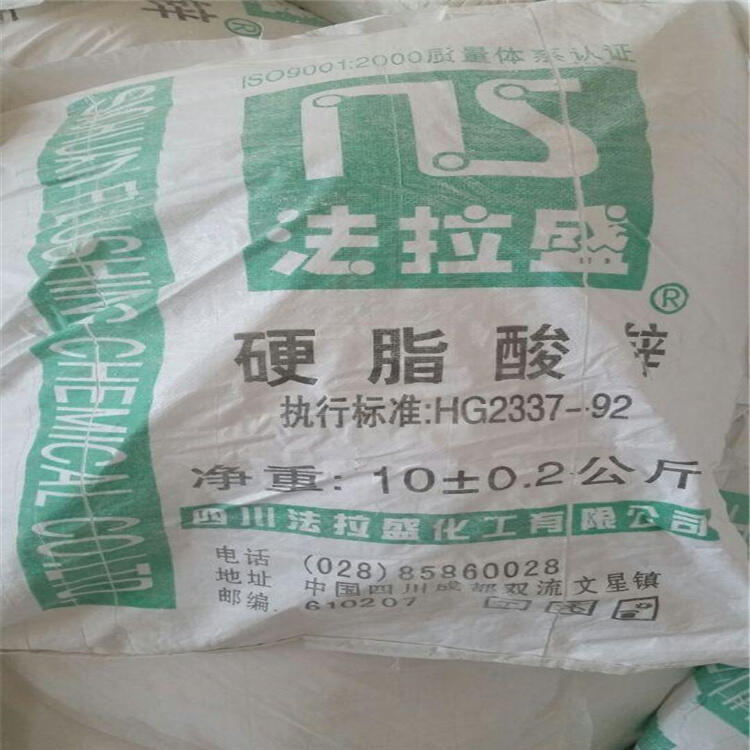 ISO9001:2000质量体系认证
法拉盛
®
硬脂酸锌
执行标准:HG2337-92
净重:10±0.2公斤
四川法拉盛化工有限公司
电话 (028)85860028
地址 中国四川成都双流文星镇
邮编 610207
CHEMICAL CO.LTD